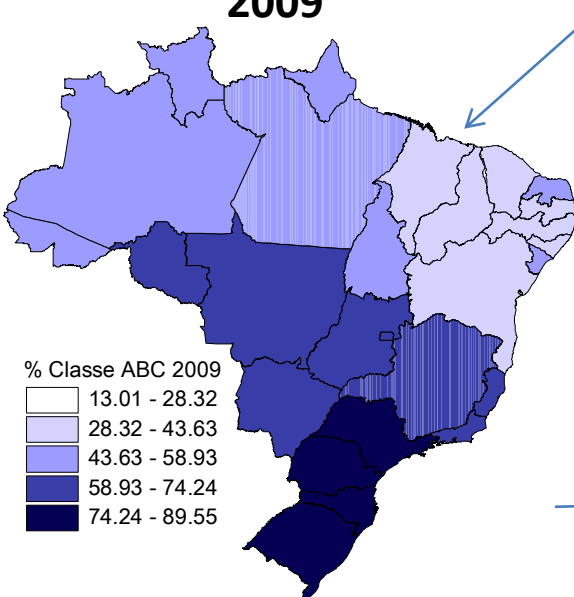 2009
% Classe ABC 2009
13.01 - 28.32
28.32 - 43.63
43.63 - 58.93
58.93 - 74.24
74.24 - 89.55